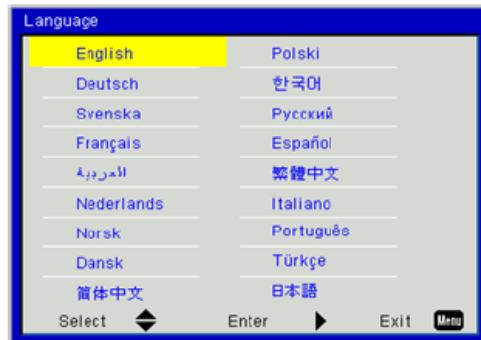 Language
English Polski
Deutsch 한국어
Svenska Русский
Français Español
العربية 繁體中文
Nederlands Italiano
Norsk Português
Dansk Türkçe
简体中文 日本語
Select Enter Exit Menu